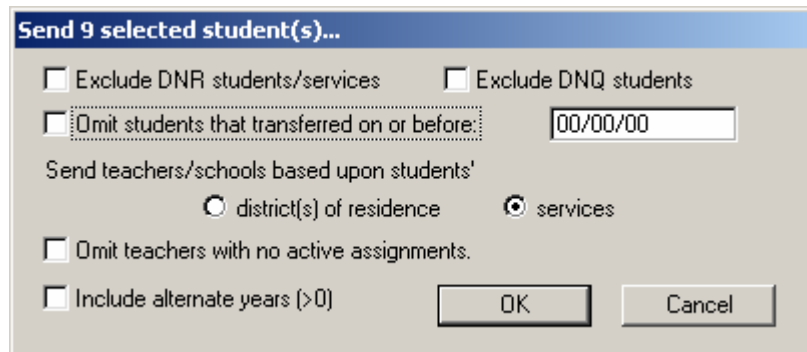 Send 9 selected student(s)...
Exclude DNR students/services Exclude DNQ students
Omit students that transferred on or before: 00/00/00
Send teachers/schools based upon students'
district(s) of residence services
Omit teachers with no active assignments.
Include alternate years (>0) OK Cancel